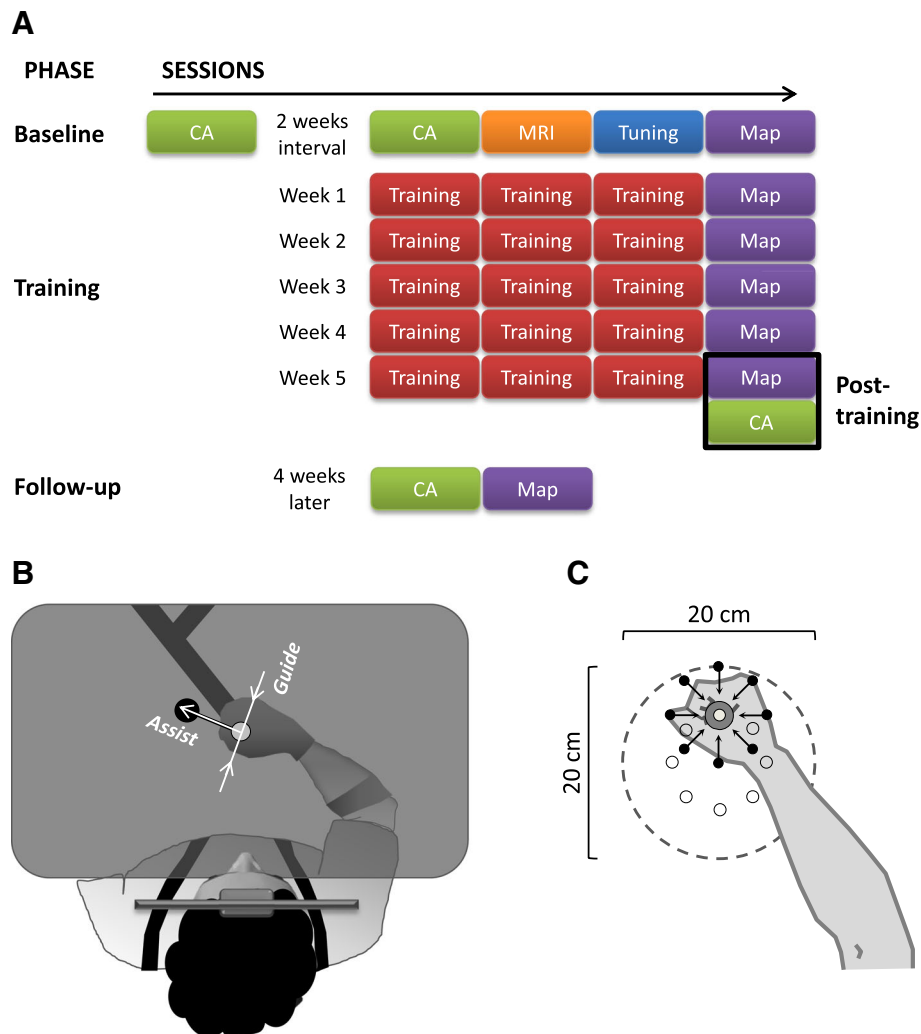 A
PHASE SESSIONS
Baseline CA 2 weeks interval CA MRI Tuning Map
Week 1 Training Training Training Map
Week 2 Training Training Training Map
Training Week 3 Training Training Training Map
Week 4 Training Training Training Map
Week 5 Training Training Training Map
CA
Post-
training
Follow-up 4 weeks later CA Map
B
Guide
Assist
C
20 cm
20 cm